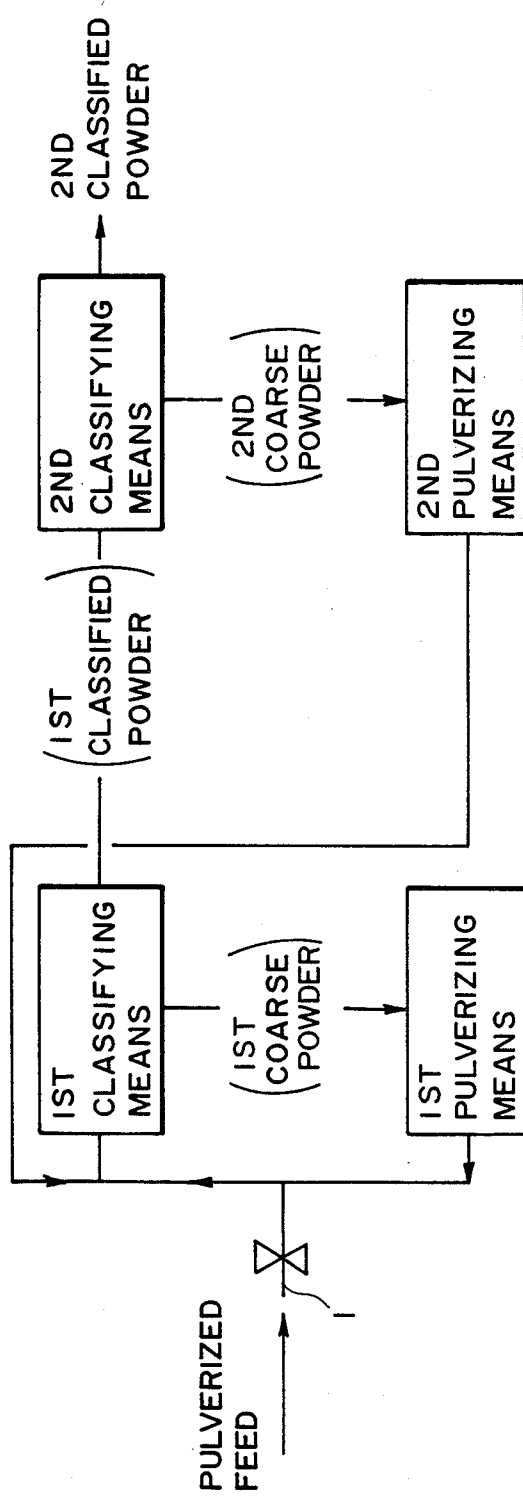 PULVERIZED
FEED
1
1ST
CLASSIFYING
MEANS
(1ST
CLASSIFIED
POWDER)
2ND
CLASSIFYING
MEANS
2ND
CLASSIFIED
POWDER
(1ST
COARSE
POWDER)
(2ND
COARSE
POWDER)
1ST
PULVERIZING
MEANS
2ND
PULVERIZING
MEANS